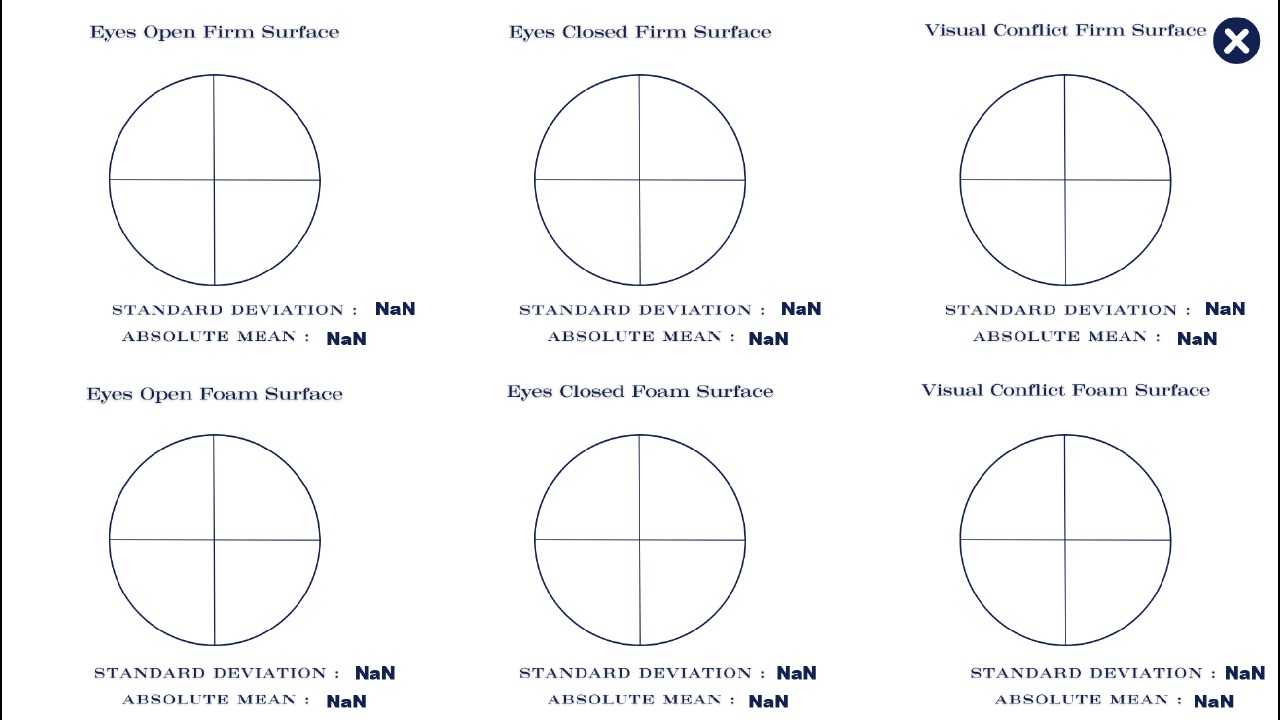 Eyes Open Firm Surface
Eyes Closed Firm Surface
Visual Conflict Firm Surface
STANDARD DEVIATION : NaN
ABSOLUTE MEAN : NaN
STANDARD DEVIATION : NaN
ABSOLUTE MEAN : NaN
STANDARD DEVIATION : NaN
ABSOLUTE MEAN : NaN
Eyes Open Foam Surface
Eyes Closed Foam Surface
Visual Conflict Foam Surface
STANDARD DEVIATION : NaN
ABSOLUTE MEAN : NaN
STANDARD DEVIATION : NaN
ABSOLUTE MEAN : NaN
STANDARD DEVIATION : NaN
ABSOLUTE MEAN : NaN